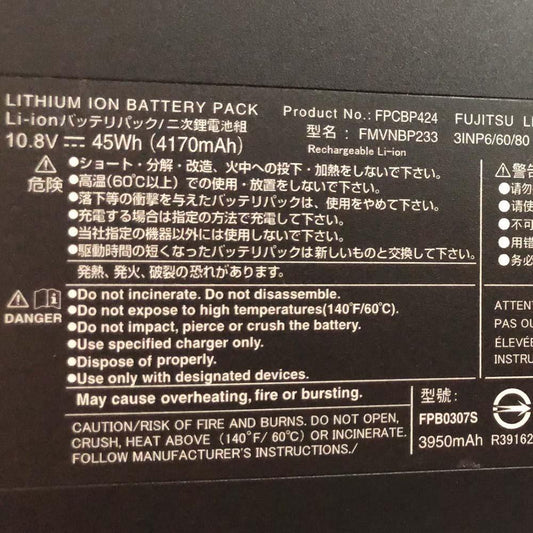 LITHIUM ION BATTERY PACK
Li-ionバッテリパック/二次鋰電池組
10.8V ⎓ 45Wh (4170mAh)
Product No.: FPCBP424
型名: FMVNBP233
Rechargeable Li-ion
FUJITSU LI
3INP6/60/80
危険
●ショート・分解・改造、火中への投下・加熱をしないで下さい。
●高温(60℃以上)での使用・放置をしないで下さい。
●落下等の衝撃を与えたバッテリパックは、使用をやめて下さい。
●充電する場合は指定の方法で充電して下さい。
●当社指定の機器以外には使用しないで下さい。
●駆動時間の短くなったバッテリパックは新しいものと交換して下さい。
発熱、発火、破裂の恐れがあります。
⚠警告
●请勿
●请使
●不可
●用错
●务必
DANGER
●Do not incinerate. Do not disassemble.
●Do not expose to high temperatures(140°F/60°C).
●Do not impact, pierce or crush the battery.
●Use specified charger only.
●Dispose of properly.
●Use only with designated devices.
May cause overheating, fire or bursting.
ATTENT
PAS OU
ÉLEVÉE
INSTRU
CAUTION/RISK OF FIRE AND BURNS. DO NOT OPEN,
CRUSH, HEAT ABOVE (140°F/ 60°C) OR INCINERATE.
FOLLOW MANUFACTURER'S INSTRUCTIONS./
型號:
FPB0307S
3950mAh
R39162